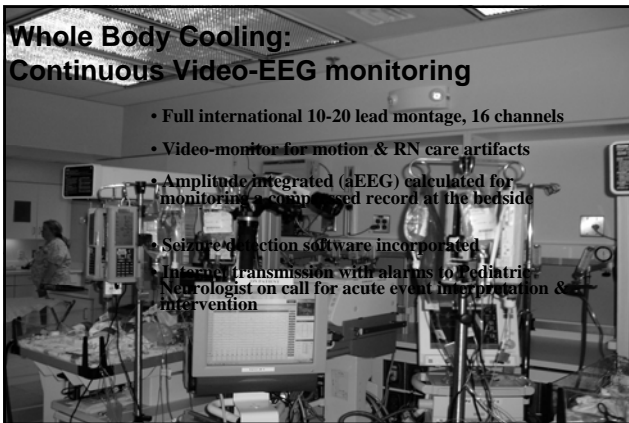 Whole Body Cooling:
Continuous Video-EEG monitoring
• Full international 10-20 lead montage, 16 channels
• Video-monitor for motion & RN care artifacts
• Amplitude integrated (aEEG) calculated for
monitoring a compressed record at the bedside
• Seizure detection software incorporated
• Internet transmission with alarms to Pediatric
Neurologist on call for acute event interpretation &
intervention